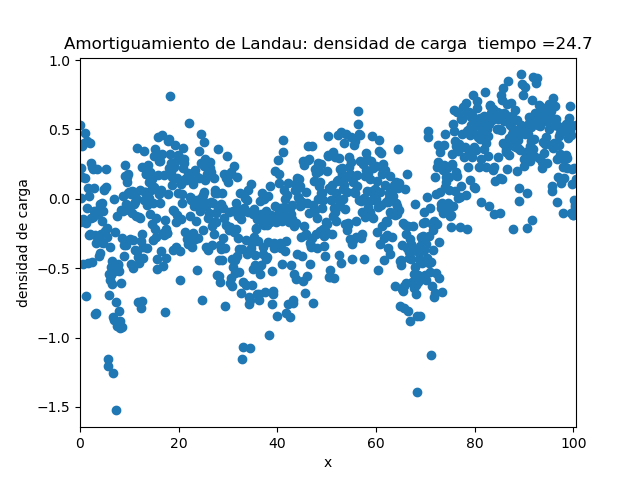 Amortiguamiento de Landau: densidad de carga  tiempo =24.7
1.0
0.5
0.0
−0.5
−1.0
−1.5
densidad de carga
0 20 40 60 80 100
x